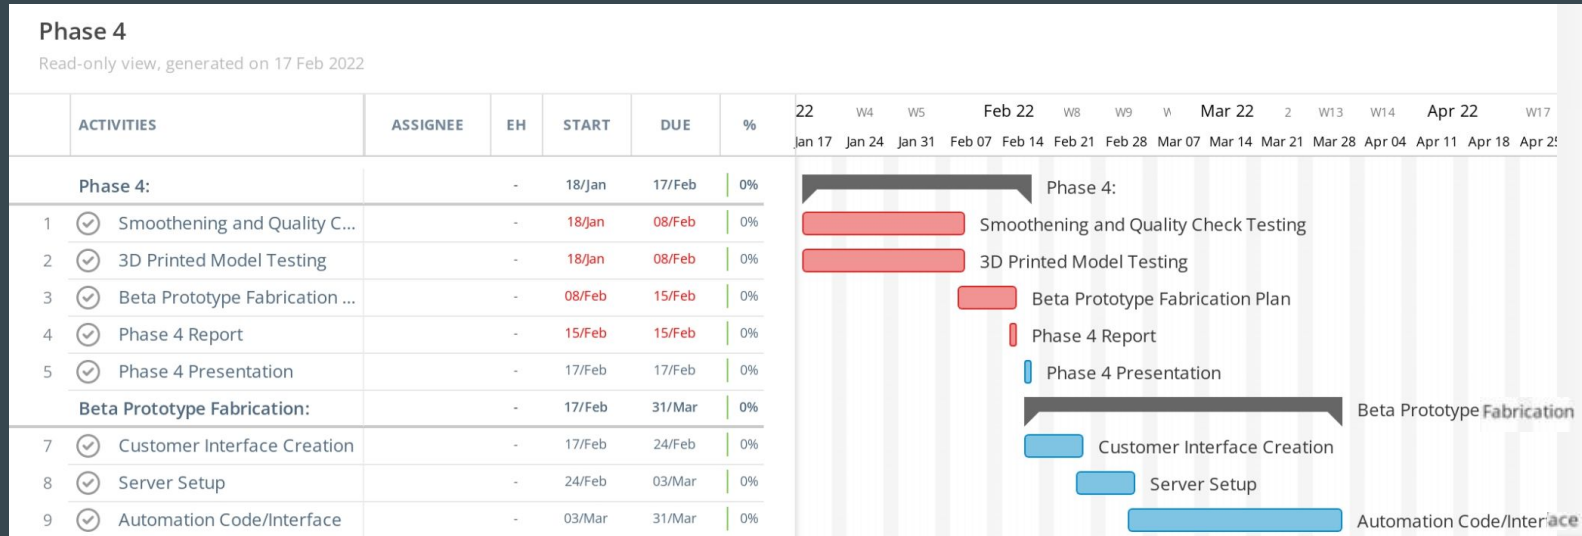 Phase 4
Read-only view, generated on 17 Feb 2022
ACTIVITIES ASSIGNEE EH START DUE %
22 W4 W5 Feb 22 W8 W9 W Mar 22 2 W13 W14 Apr 22 W17
Jan 17 Jan 24 Jan 31 Feb 07 Feb 14 Feb 21 Feb 28 Mar 07 Mar 14 Mar 21 Mar 28 Apr 04 Apr 11 Apr 18 Apr 25
Phase 4: - 18/Jan 17/Feb 0% Phase 4:
1 Smoothening and Quality C... - 18/Jan 08/Feb 0% Smoothening and Quality Check Testing
2 3D Printed Model Testing - 18/Jan 08/Feb 0% 3D Printed Model Testing
3 Beta Prototype Fabrication ... - 08/Feb 15/Feb 0% Beta Prototype Fabrication Plan
4 Phase 4 Report - 15/Feb 15/Feb 0% Phase 4 Report
5 Phase 4 Presentation - 17/Feb 17/Feb 0% Phase 4 Presentation
Beta Prototype Fabrication: - 17/Feb 31/Mar 0% Beta Prototype Fabrication
7 Customer Interface Creation - 17/Feb 24/Feb 0% Customer Interface Creation
8 Server Setup - 24/Feb 03/Mar 0% Server Setup
9 Automation Code/Interface - 03/Mar 31/Mar 0% Automation Code/Interface